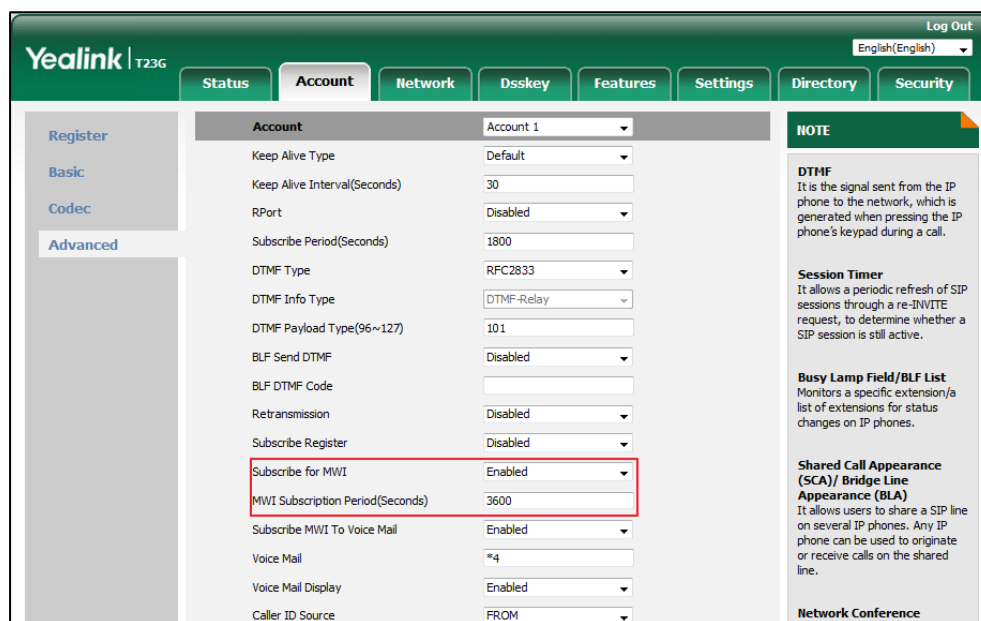 Log Out
Yealink T23G
English(English)
Status Account Network Dsskey Features Settings Directory Security
Register
Basic
Codec
Advanced
Account Account 1
Keep Alive Type Default
Keep Alive Interval(Seconds) 30
RPort Disabled
Subscribe Period(Seconds) 1800
DTMF Type RFC2833
DTMF Info Type DTMF-Relay
DTMF Payload Type(96~127) 101
BLF Send DTMF Disabled
BLF DTMF Code
Retransmission Disabled
Subscribe Register Disabled
Subscribe for MWI Enabled
MWI Subscription Period(Seconds) 3600
Subscribe MWI To Voice Mail Enabled
Voice Mail *4
Voice Mail Display Enabled
Caller ID Source FROM
NOTE
DTMF
It is the signal sent from the IP
phone to the network, which is
generated when pressing the IP
phone's keypad during a call.
Session Timer
It allows a periodic refresh of SIP
sessions through a re-INVITE
request, to determine whether a
SIP session is still active.
Busy Lamp Field/BLF List
Monitors a specific extension/a
list of extensions for status
changes on IP phones.
Shared Call Appearance
(SCA)/ Bridge Line
Appearance (BLA)
It allows users to share a SIP line
on several IP phones. Any IP
phone can be used to originate
or receive calls on the shared
line.
Network Conference